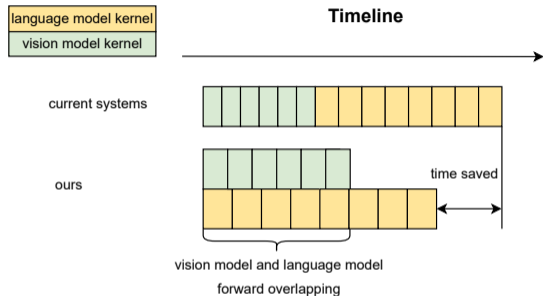 language model kernel
vision model kernel
Timeline
current systems
ours
time saved
vision model and language model
forward overlapping